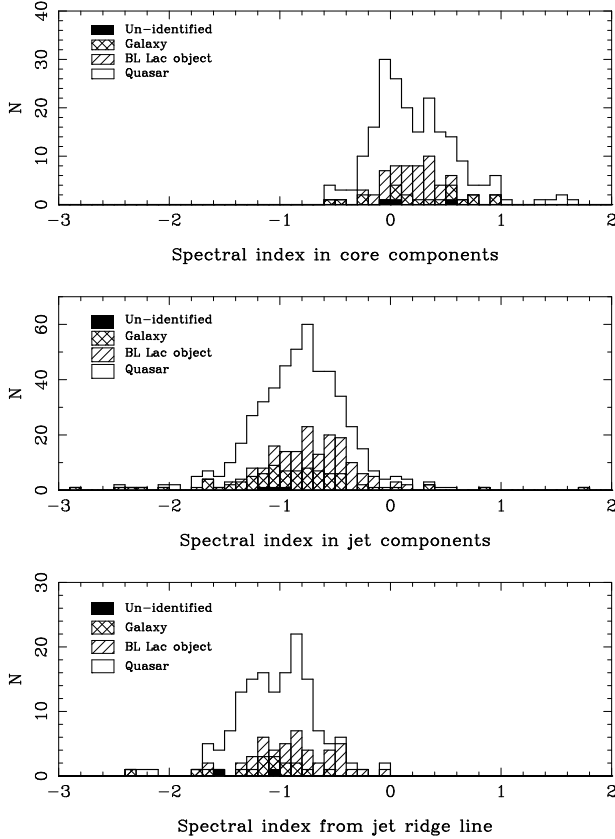 40
30
20
10
0
N
Un-identified
Galaxy
BL Lac object
Quasar
−3 −2 −1 0 1 2
Spectral index in core components
60
40
20
0
N
Un-identified
Galaxy
BL Lac object
Quasar
−3 −2 −1 0 1 2
Spectral index in jet components
30
20
10
0
N
Un-identified
Galaxy
BL Lac object
Quasar
−3 −2 −1 0 1 2
Spectral index from jet ridge line